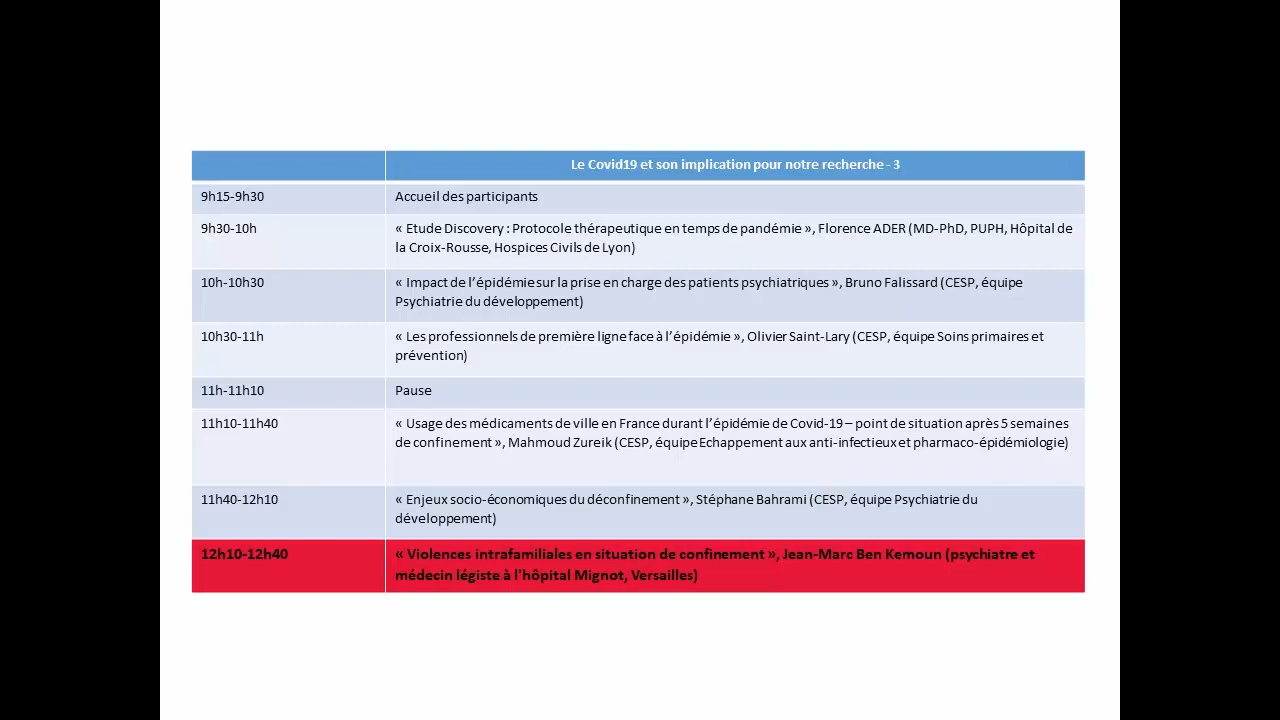 Le Covid19 et son implication pour notre recherche - 3
9h15-9h30
Accueil des participants
9h30-10h
« Etude Discovery : Protocole thérapeutique en temps de pandémie », Florence ADER (MD-PhD, PUPH, Hôpital de
la Croix-Rousse, Hospices Civils de Lyon)
10h-10h30
« Impact de l'épidémie sur la prise en charge des patients psychiatriques », Bruno Falissard (CESP, équipe
Psychiatrie du développement)
10h30-11h
« Les professionnels de première ligne face à l'épidémie », Olivier Saint-Lary (CESP, équipe Soins primaires et
prévention)
11h-11h10
Pause
11h10-11h40
« Usage des médicaments de ville en France durant l'épidémie de Covid-19 – point de situation après 5 semaines
de confinement », Mahmoud Zureik (CESP, équipe Echappement aux anti-infectieux et pharmaco-épidémiologie)
11h40-12h10
« Enjeux socio-économiques du déconfinement », Stéphane Bahrami (CESP, équipe Psychiatrie du
développement)
12h10-12h40
« Violences intrafamiliales en situation de confinement », Jean-Marc Ben Kemoun (psychiatre et
médecin légiste à l'hôpital Mignot, Versailles)